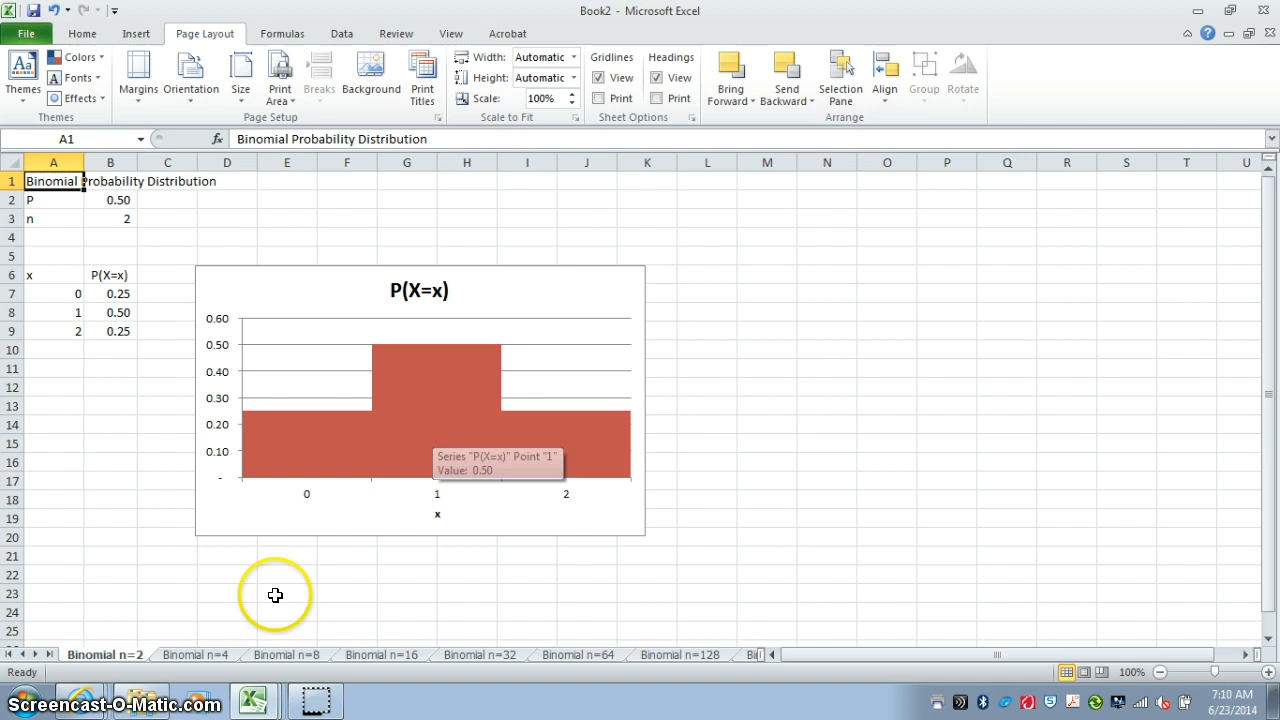 Book2 - Microsoft Excel
File Home Insert Page Layout Formulas Data Review View Acrobat
Aa
Themes
Colors
Fonts
Effects
Themes
Margins
Orientation
Size
Print Area
Breaks
Background
Print Titles
Page Setup
Width: Automatic
Height: Automatic
Scale: 100%
Scale to Fit
Gridlines
View
Print
Headings
View
Print
Sheet Options
Bring Forward
Send Backward
Selection Pane
Align
Group
Rotate
Arrange
A1 fx Binomial Probability Distribution
A B C D E F G H I J K L M N O P Q R S T U
1 Binomial Probability Distribution
2 P 0.50
3 n 2
4
5
6 x P(X=x)
7 0 0.25
8 1 0.50
9 2 0.25
10
11
12
13
14
15
16
17
18
19
20
21
22
23
24
25
P(X=x)
0.60
0.50
0.40
0.30
0.20
0.10
-
0 1 2
x
Series "P(X=x)" Point "1"
Value: 0.50
Binomial n=2 Binomial n=4 Binomial n=8 Binomial n=16 Binomial n=32 Binomial n=64 Binomial n=128
Ready 100%
Screencast-O-Matic.com
7:10 AM
6/23/2014